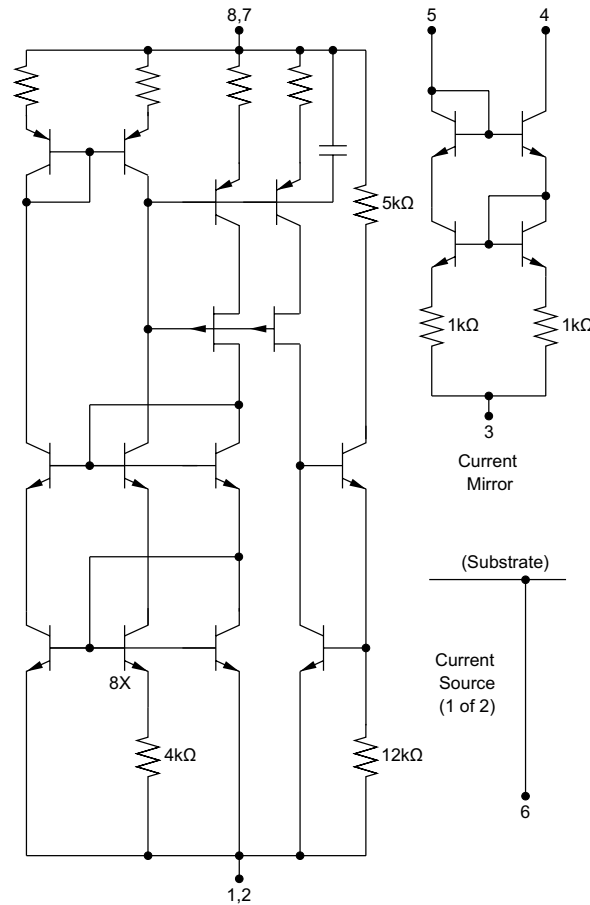 8,7
5
4
5kΩ
1kΩ
1kΩ
3
Current
Mirror
(Substrate)
Current
Source
(1 of 2)
8X
4kΩ
12kΩ
6
1,2